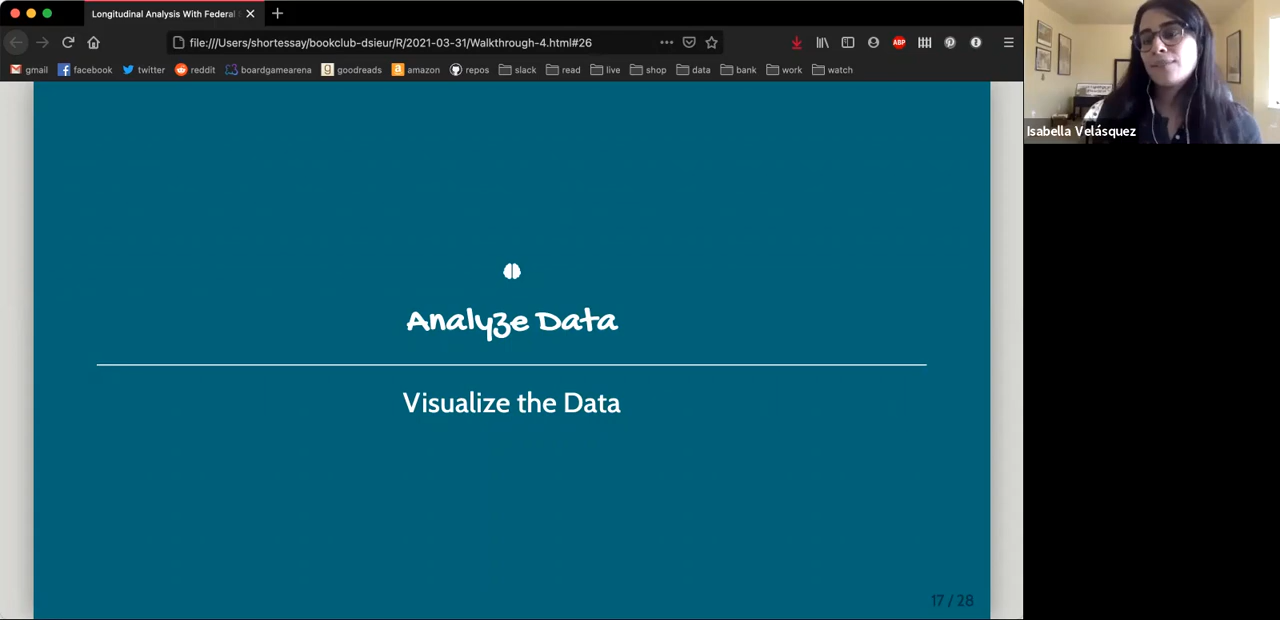 Longitudinal Analysis With Federal
file:///Users/shortessay/bookclub-dsieur/R/2021-03-31/Walkthrough-4.html#26
ABP
gmail facebook twitter reddit boardgamearena goodreads amazon repos slack read live shop data bank work watch
Isabella Velásquez
Analyze Data
Visualize the Data
17 / 28